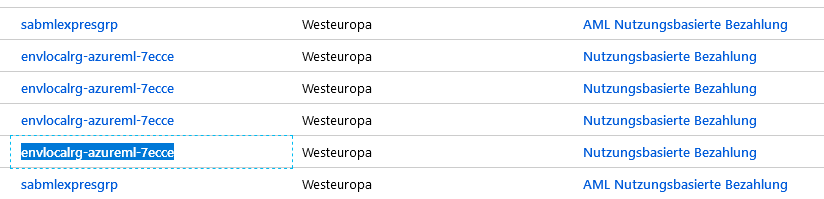 sabmlexpresgrp Westeuropa AML Nutzungsbasierte Bezahlung
envlocalrg-azureml-7ecce Westeuropa Nutzungsbasierte Bezahlung
envlocalrg-azureml-7ecce Westeuropa Nutzungsbasierte Bezahlung
envlocalrg-azureml-7ecce Westeuropa Nutzungsbasierte Bezahlung
envlocalrg-azureml-7ecce Westeuropa Nutzungsbasierte Bezahlung
sabmlexpresgrp Westeuropa AML Nutzungsbasierte Bezahlung